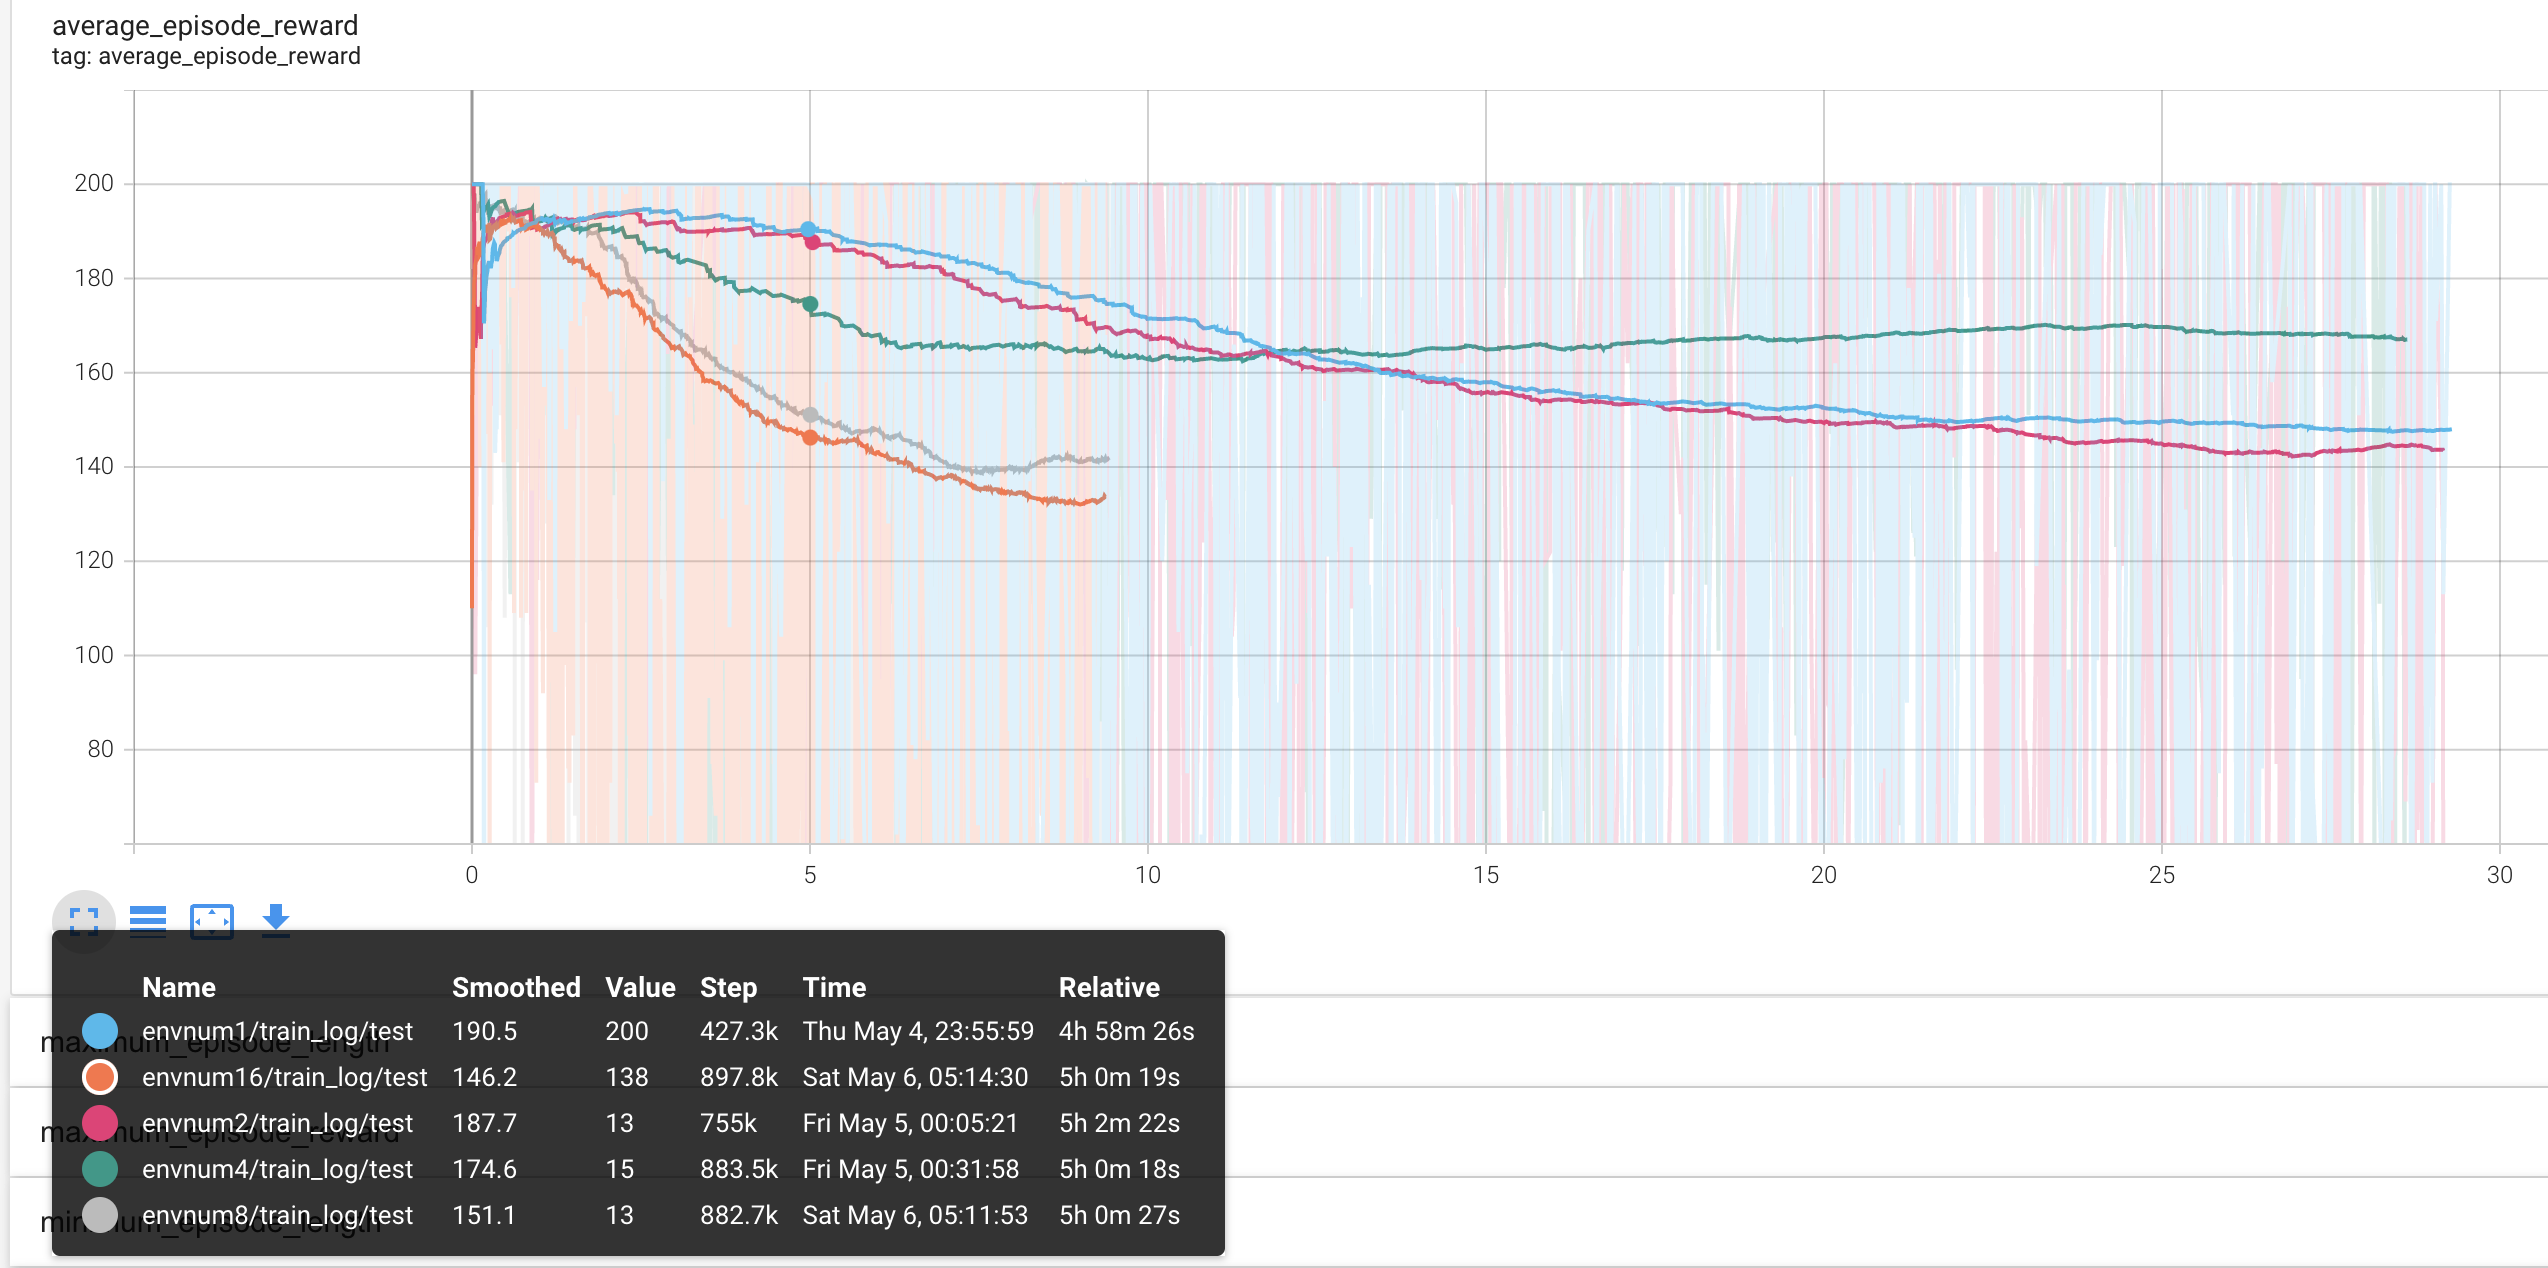 average_episode_reward
tag: average_episode_reward
200
180
160
140
120
100
80
0 5 10 15 20 25 30
Name Smoothed Value Step Time Relative
envnum1/train_log/test 190.5 200 427.3k Thu May 4, 23:55:59 4h 58m 26s
maximum_episode_length
envnum16/train_log/test 146.2 138 897.8k Sat May 6, 05:14:30 5h 0m 19s
envnum2/train_log/test 187.7 13 755k Fri May 5, 00:05:21 5h 2m 22s
maximum_episode_reward
envnum4/train_log/test 174.6 15 883.5k Fri May 5, 00:31:58 5h 0m 18s
envnum8/train_log/test 151.1 13 882.7k Sat May 6, 05:11:53 5h 0m 27s
minimum_episode_length